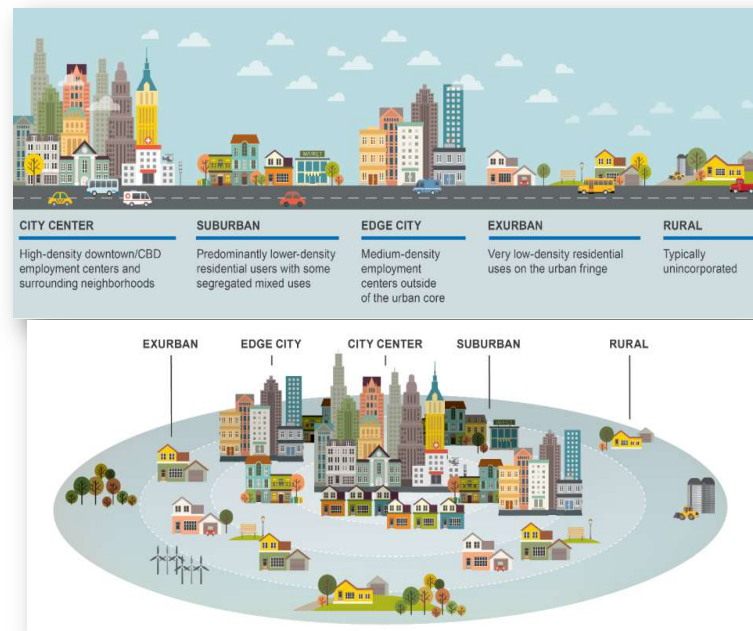 MARKET
CITY CENTER
High-density downtown/CBD
employment centers and
surrounding neighborhoods
SUBURBAN
Predominantly lower-density
residential users with some
segregated mixed uses
EDGE CITY
Medium-density
employment
centers outside
of the urban core
EXURBAN
Very low-density residential
uses on the urban fringe
RURAL
Typically
unincorporated
EXURBAN
EDGE CITY
CITY CENTER
SUBURBAN
RURAL